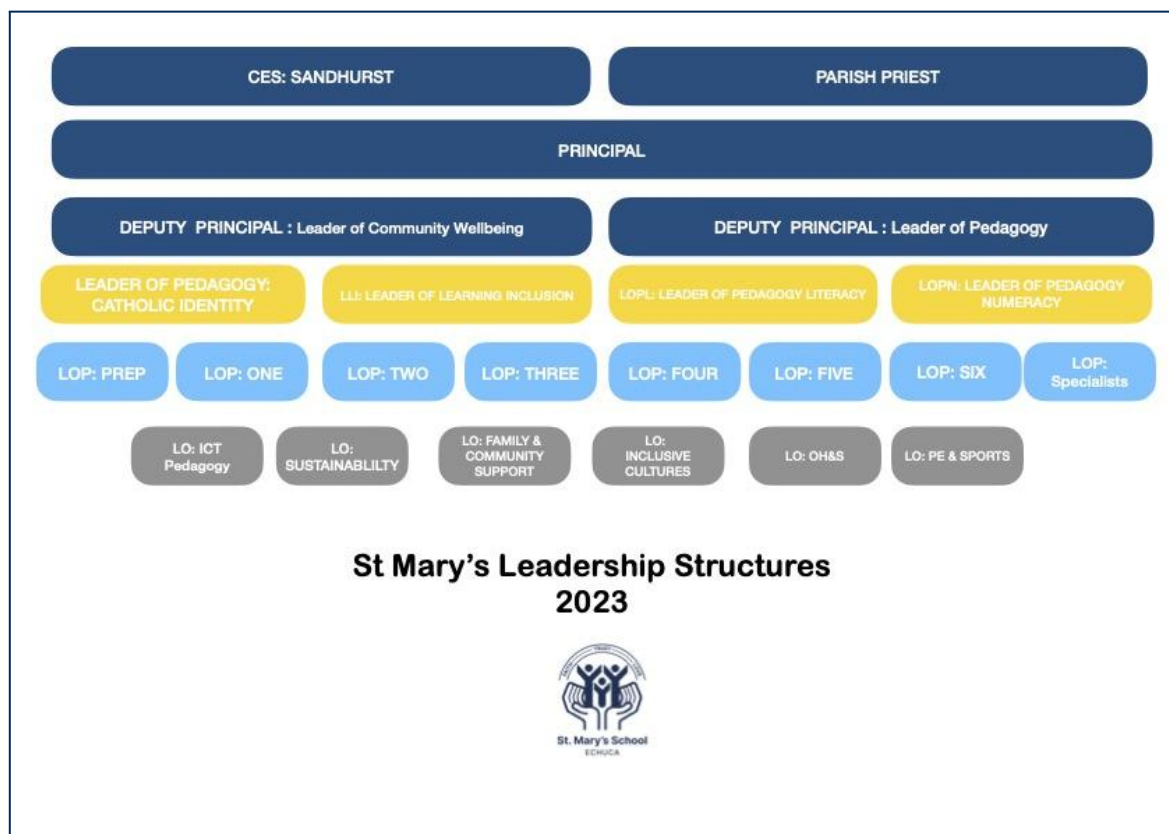 CES: SANDHURST
PARISH PRIEST
PRINCIPAL
DEPUTY PRINCIPAL : Leader of Community Wellbeing
DEPUTY PRINCIPAL : Leader of Pedagogy
LEADER OF PEDAGOGY:
CATHOLIC IDENTITY
LLI: LEADER OF LEARNING INCLUSION
LOPL: LEADER OF PEDAGOGY LITERACY
LOPN: LEADER OF PEDAGOGY
NUMERACY
LOP: PREP
LOP: ONE
LOP: TWO
LOP: THREE
LOP: FOUR
LOP: FIVE
LOP: SIX
LOP:
Specialists
LO: ICT
Pedagogy
LO:
SUSTAINABLILTY
LO: FAMILY &
COMMUNITY
SUPPORT
LO:
INCLUSIVE
CULTURES
LO: OH&S
LO: PE & SPORTS
St Mary’s Leadership Structures
2023
St. Mary's School
ECHUCA